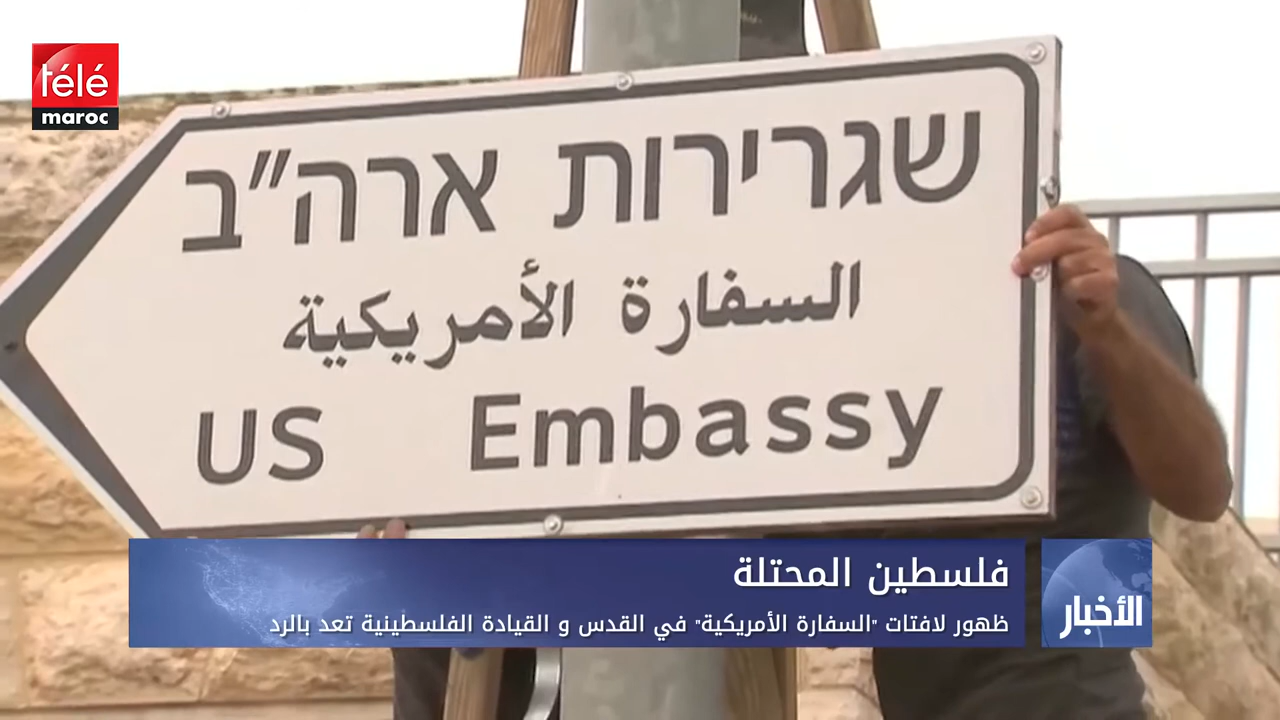 télé
maroc
שגרירות ארה"ב
السفارة الأمريكية
US Embassy
فلسطين المحتلة
ظهور لافتات "السفارة الأمريكية" في القدس و القيادة الفلسطينية تعد بالرد
الأخبار